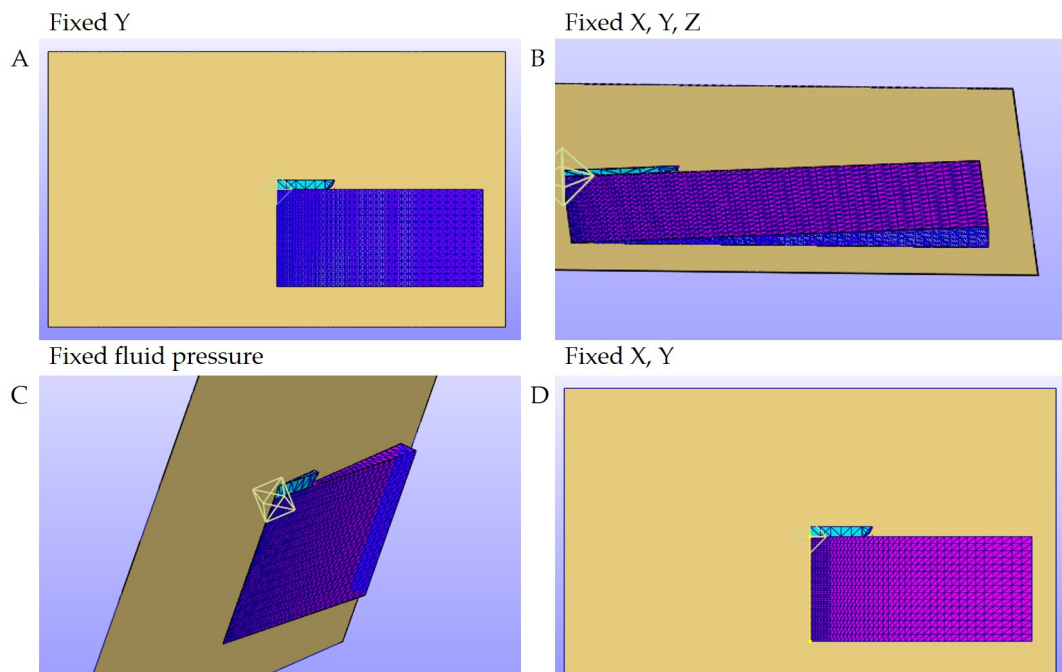 Fixed Y
Fixed X, Y, Z
A
B
Fixed fluid pressure
Fixed X, Y
C
D